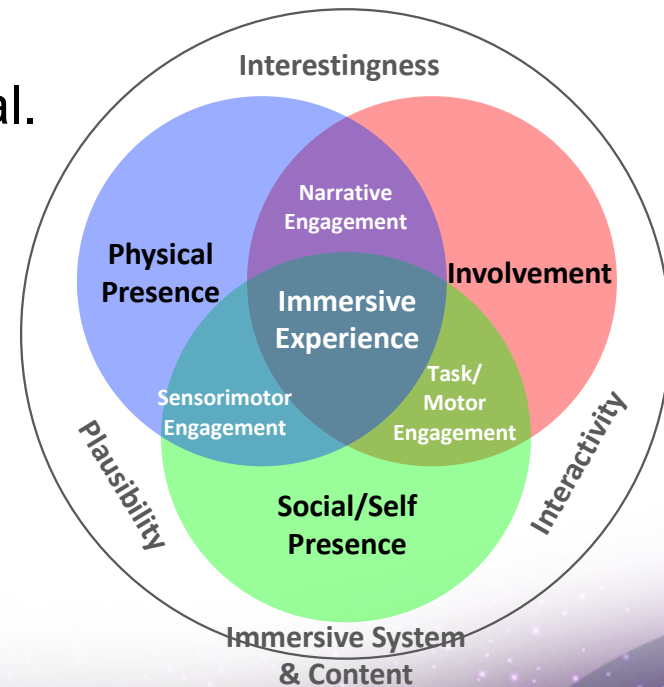 al.
Interestingness
Narrative
Engagement
Physical
Presence
Involvement
Immersive
Experience
Sensorimotor
Engagement
Task/
Motor
Engagement
Plausibility
Interactivity
Social/Self
Presence
Immersive System
& Content